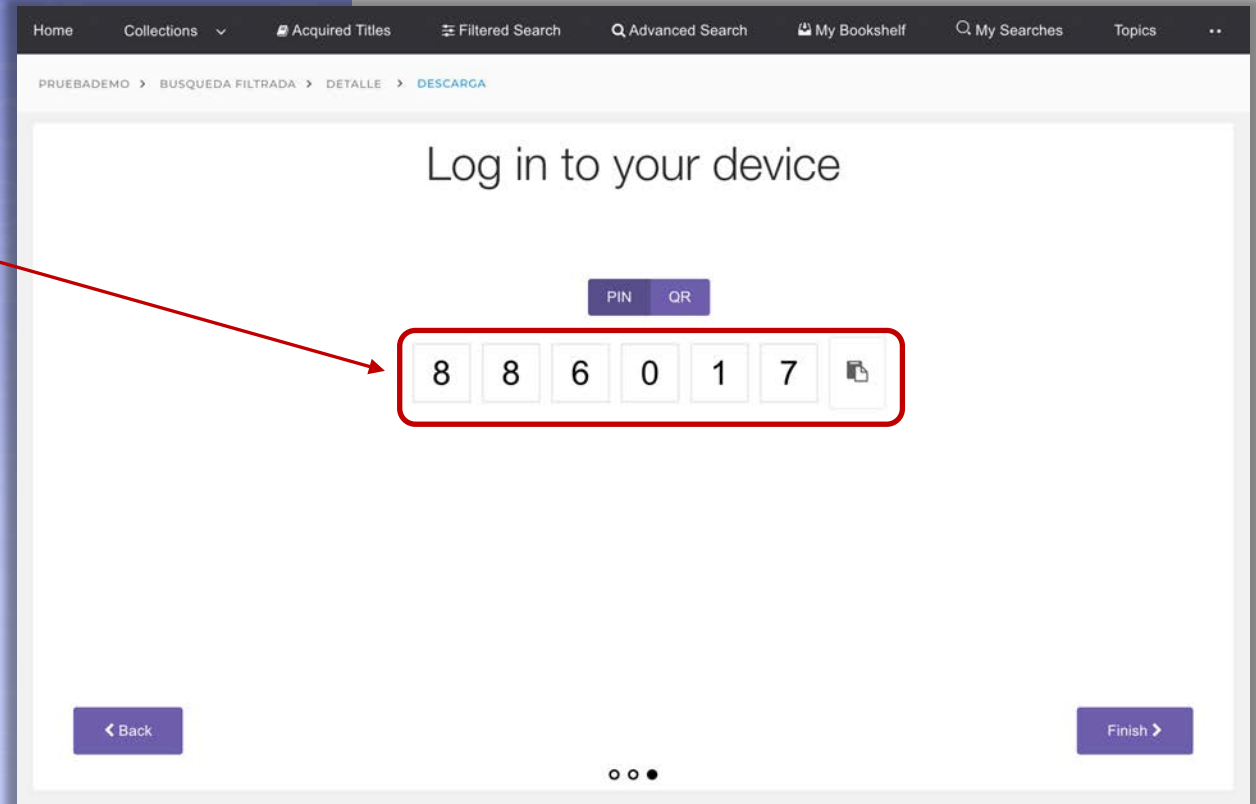 Home Collections Acquired Titles Filtered Search Advanced Search My Bookshelf My Searches Topics
PRUEBADEMO > BUSQUEDA FILTRADA > DETALLE > DESCARGA
Log in to your device
PIN QR
8 8 6 0 1 7
Back Finish